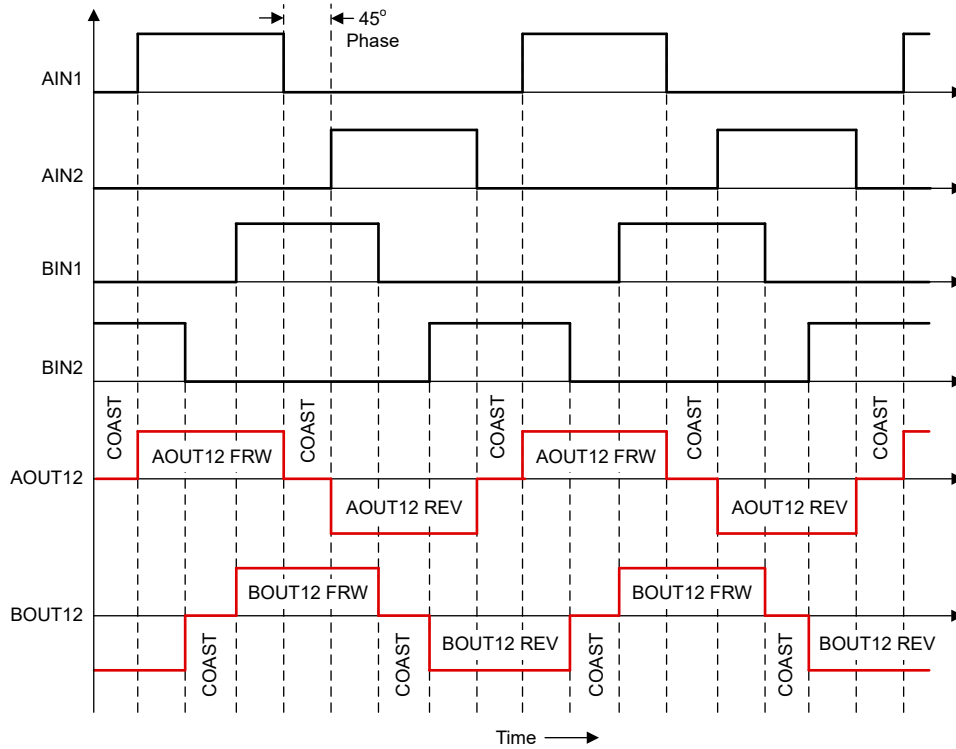 45°
Phase
AIN1
AIN2
BIN1
BIN2
COAST
COAST
COAST
COAST
COAST
AOUT12
AOUT12 FRW
AOUT12 FRW
AOUT12 REV
AOUT12 REV
BOUT12
BOUT12 FRW
BOUT12 FRW
COAST
COAST
BOUT12 REV
COAST
COAST
BOUT12 REV
Time